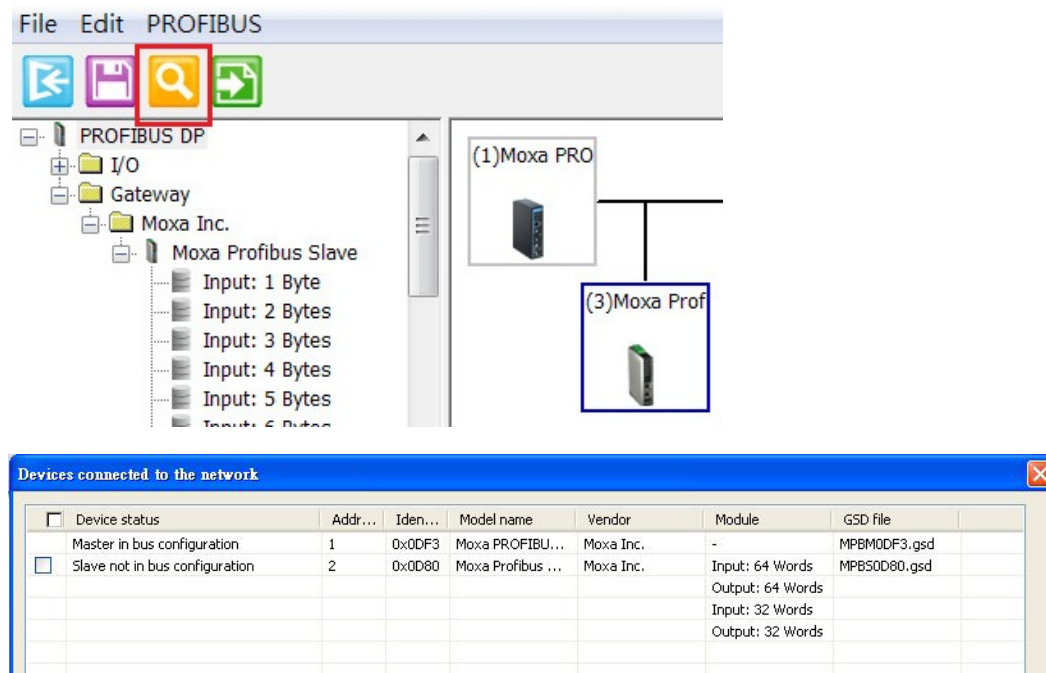 File Edit PROFIBUS
PROFIBUS DP
I/O
Gateway
Moxa Inc.
Moxa Profibus Slave
Input: 1 Byte
Input: 2 Bytes
Input: 3 Bytes
Input: 4 Bytes
Input: 5 Bytes
Input: 6 Bytes
(1)Moxa PRO
(3)Moxa Prof
Devices connected to the network
Device status Addr... Iden... Model name Vendor Module GSD file
Master in bus configuration 1 0x0DF3 Moxa PROFIBU... Moxa Inc. - MPBM0DF3.gsd
Slave not in bus configuration 2 0x0D80 Moxa Profibus ... Moxa Inc. Input: 64 Words MPBS0D80.gsd
Output: 64 Words
Input: 32 Words
Output: 32 Words